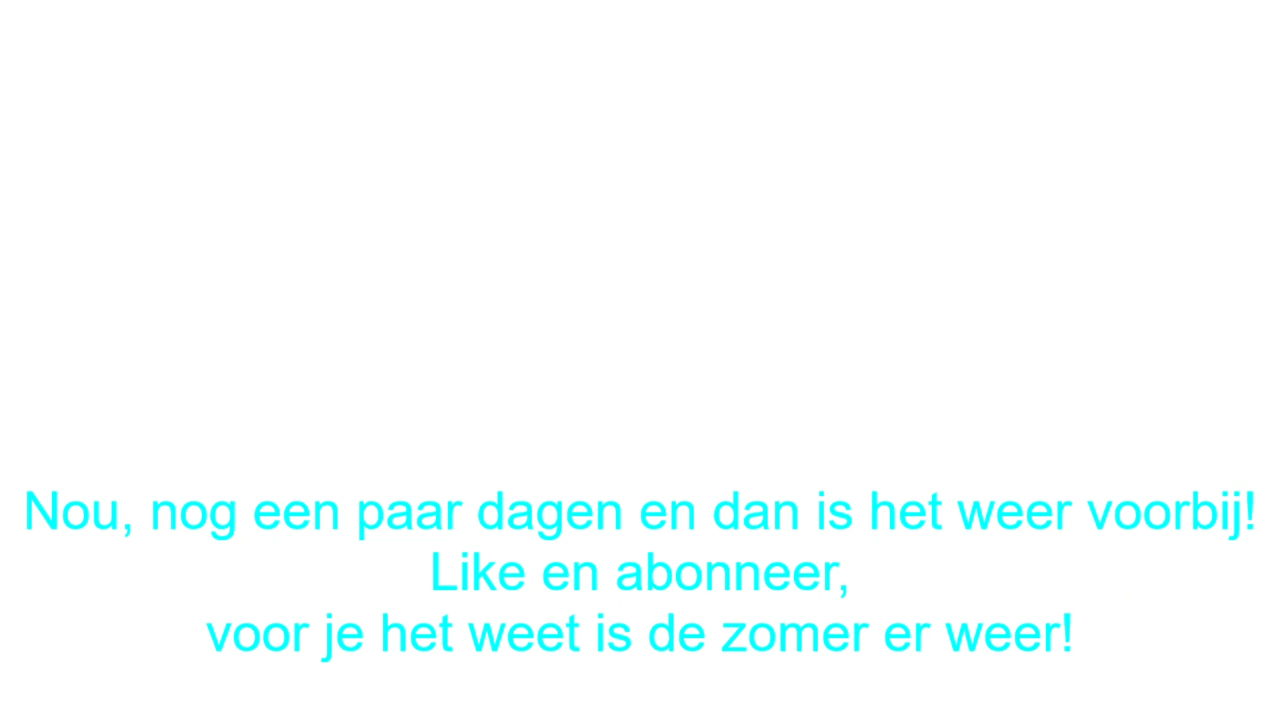 Nou, nog een paar dagen en dan is het weer voorbij!
Like en abonneer,
voor je het weet is de zomer er weer!